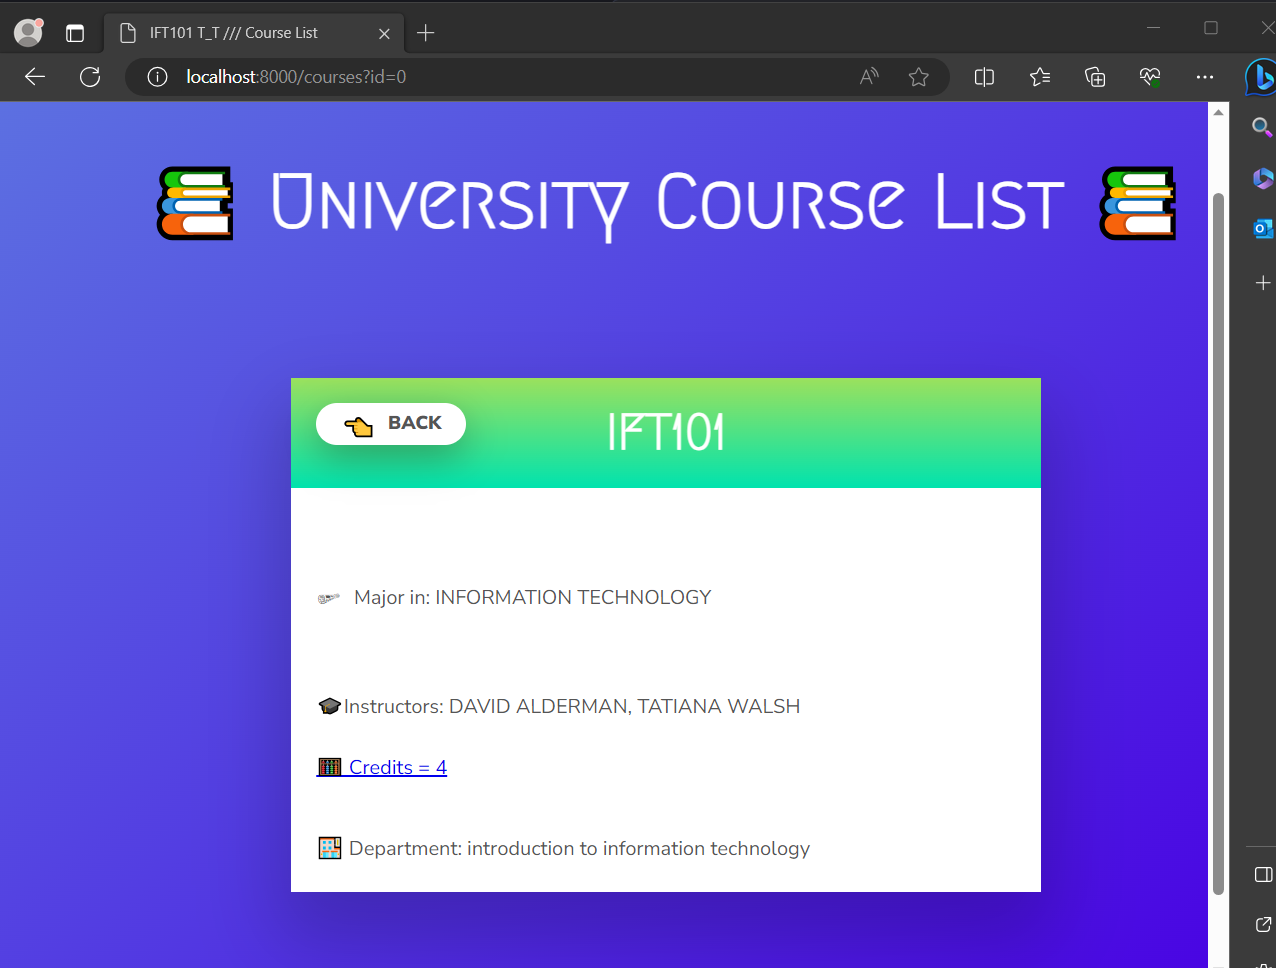 IFT101 T_T /// Course List
localhost:8000/courses?id=0
University Course List
BACK
IFT101
Major in: INFORMATION TECHNOLOGY
Instructors: DAVID ALDERMAN, TATIANA WALSH
Credits = 4
Department: introduction to information technology